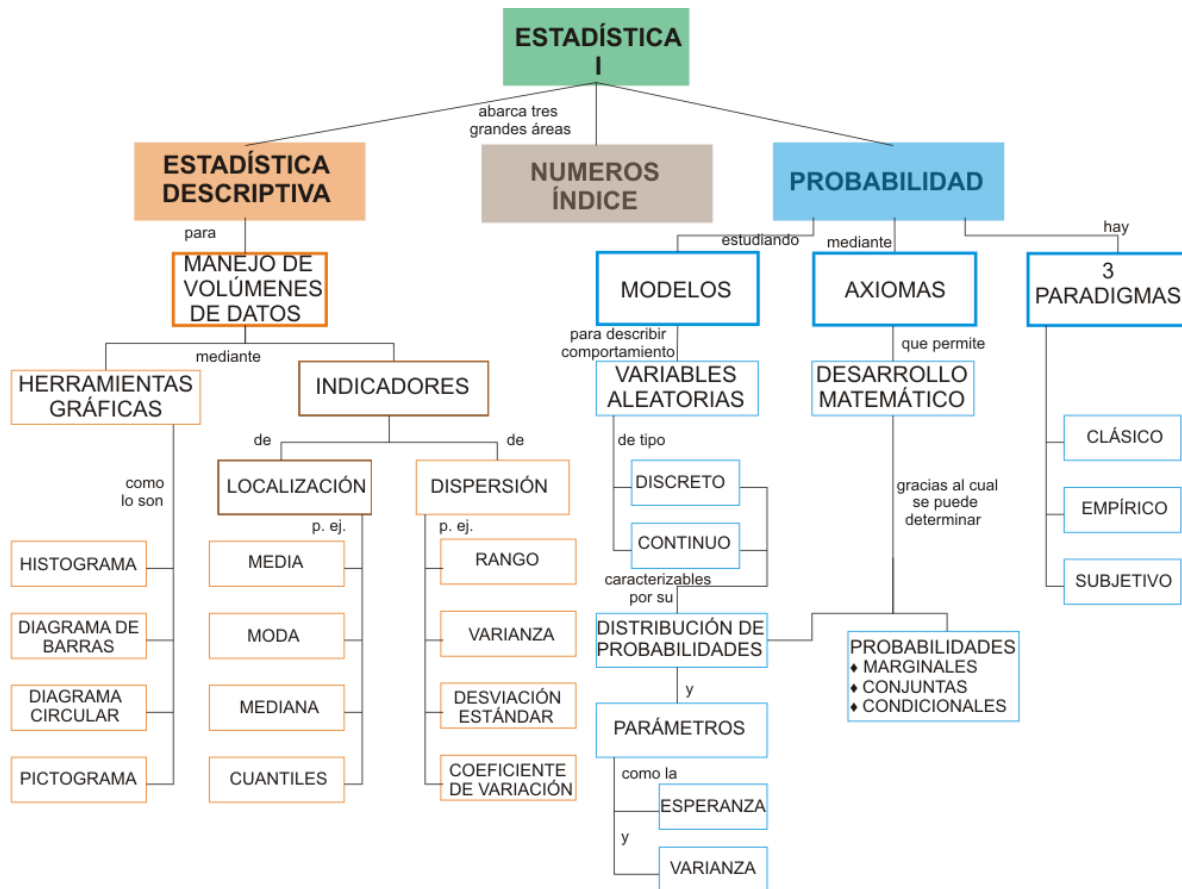 ESTADÍSTICA
I
abarca tres
grandes áreas
ESTADÍSTICA
DESCRIPTIVA
NUMEROS
ÍNDICE
PROBABILIDAD
para
estudiando
mediante
hay
MANEJO DE
VOLÚMENES
DE DATOS
MODELOS
AXIOMAS
3
PARADIGMAS
mediante
para describir
comportamiento
que permite
HERRAMIENTAS
GRÁFICAS
INDICADORES
VARIABLES
ALEATORIAS
DESARROLLO
MATEMÁTICO
de
de
de tipo
CLÁSICO
como
lo son
LOCALIZACIÓN
DISPERSIÓN
DISCRETO
gracias al cual
se puede
determinar
EMPÍRICO
p. ej.
p. ej.
CONTINUO
HISTOGRAMA
MEDIA
RANGO
caracterizables
por su
SUBJETIVO
DIAGRAMA DE
BARRAS
MODA
VARIANZA
DISTRIBUCIÓN DE
PROBABILIDADES
PROBABILIDADES
♦ MARGINALES
♦ CONJUNTAS
♦ CONDICIONALES
y
DIAGRAMA
CIRCULAR
MEDIANA
DESVIACIÓN
ESTÁNDAR
PARÁMETROS
PICTOGRAMA
CUANTILES
COEFICIENTE
DE VARIACIÓN
como la
ESPERANZA
y
VARIANZA